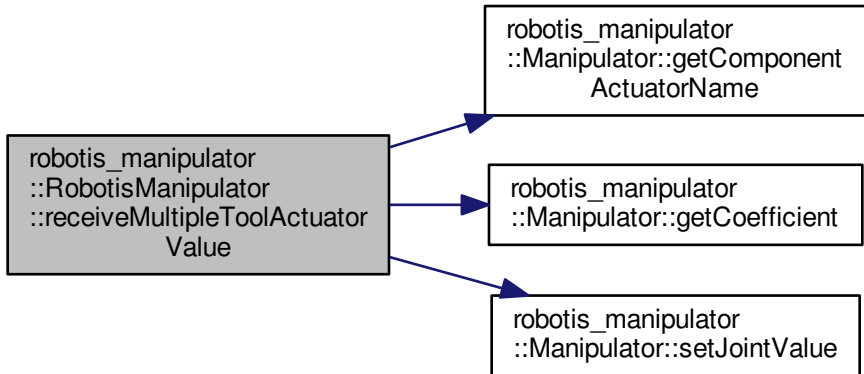 robotis_manipulator
::RobotisManipulator
::receiveMultipleToolActuator
Value
robotis_manipulator
::Manipulator::getComponent
ActuatorName
robotis_manipulator
::Manipulator::getCoefficient
robotis_manipulator
::Manipulator::setJointValue